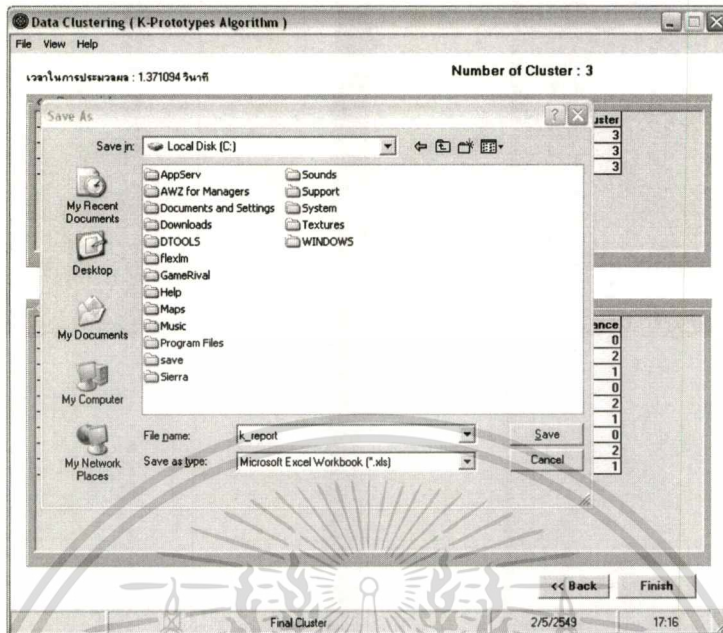 Data Clustering ( K-Prototypes Algorithm )
File View Help
เวลาในการประมวลผล : 1.371094 วินาที
Number of Cluster : 3
Save As
Save in: Local Disk (C:)
My Recent Documents
Desktop
My Documents
My Computer
My Network Places
AppServ
AWZ for Managers
Documents and Settings
Downloads
DTOOLS
flexlm
GameRival
Help
Maps
Music
Program Files
save
Sierra
Sounds
Support
System
Textures
WINDOWS
File name: k_report
Save
Save as type: Microsoft Excel Workbook (*.xls)
Cancel
uster
3
3
3
ance
0
2
1
0
2
1
0
2
1
<< Back Finish
Final Cluster 2/5/2549 17:16